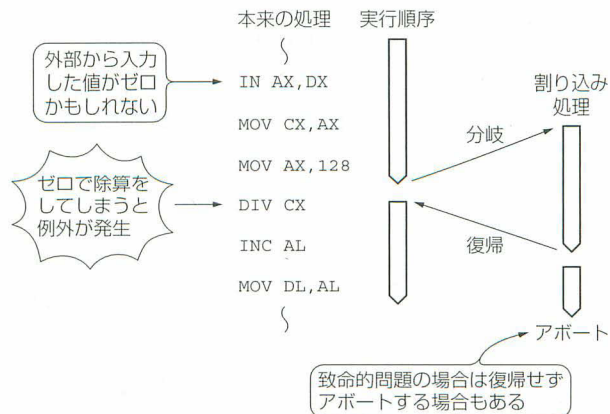 本来の処理
実行順序
外部から入力
した値がゼロ
かもしれない
IN AX,DX
MOV CX,AX
MOV AX,128
ゼロで除算を
してしまうと
例外が発生
DIV CX
INC AL
MOV DL,AL
割り込み
処理
分岐
復帰
アボート
致命的問題の場合は復帰せず
アボートする場合もある